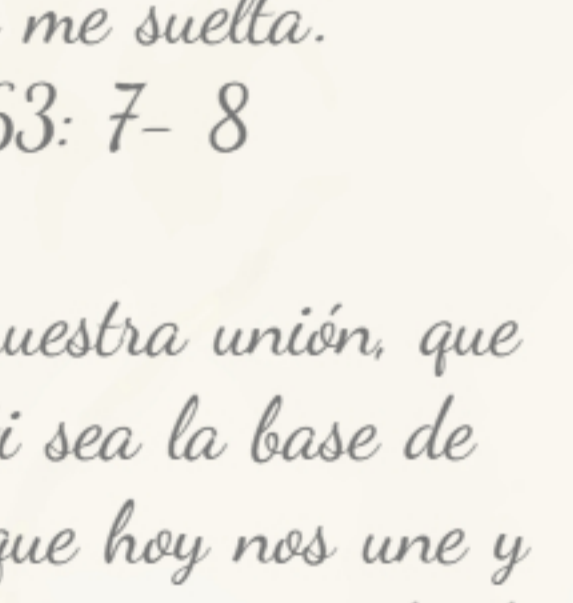 me suelta.
63: 7- 8
uestra unión, que
i sea la base de
que hoy nos une y